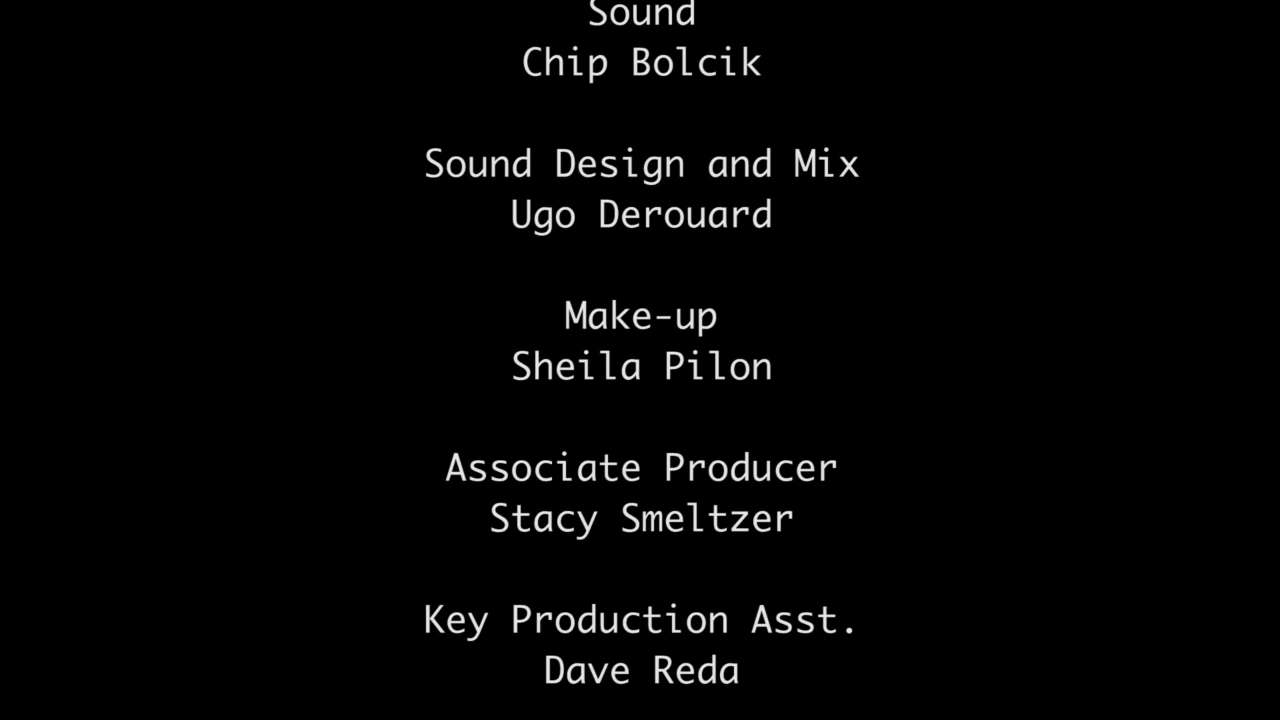 Sound
Chip Bolcik
Sound Design and Mix
Ugo Derouard
Make-up
Sheila Pilon
Associate Producer
Stacy Smeltzer
Key Production Asst.
Dave Reda